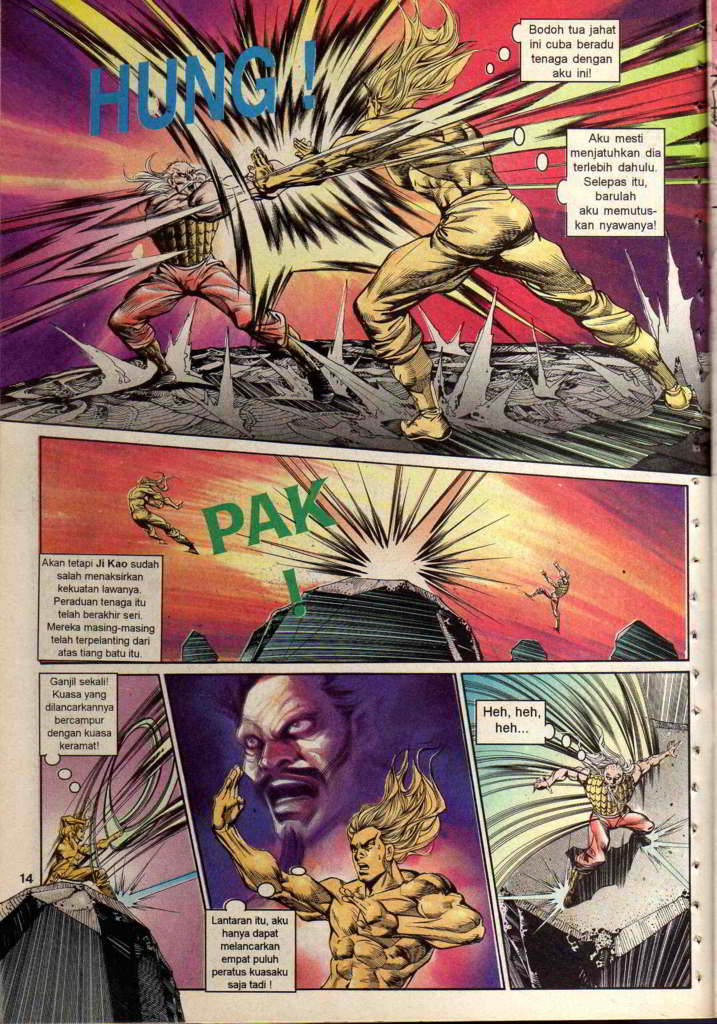 HUNG !
Bodoh tua jahat
ini cuba beradu
tenaga dengan
aku ini!
Aku mesti
menjatuhkan dia
terlebih dahulu.
Selepas itu,
barulah
aku memutus-
kan nyawanya!
PAK
!
Akan tetapi Ji Kao sudah
salah menaksirkan
kekuatan lawanya.
Peraduan tenaga itu
telah berakhir seri.
Mereka masing-masing
telah terpelanting dari
atas tiang batu itu.
Ganjil sekali!
Kuasa yang
dilancarkannya
bercampur
dengan kuasa
keramat!
Lantaran itu, aku
hanya dapat
melancarkan
empat puluh
peratus kuasaku
saja tadi !
Heh, heh,
heh...
14